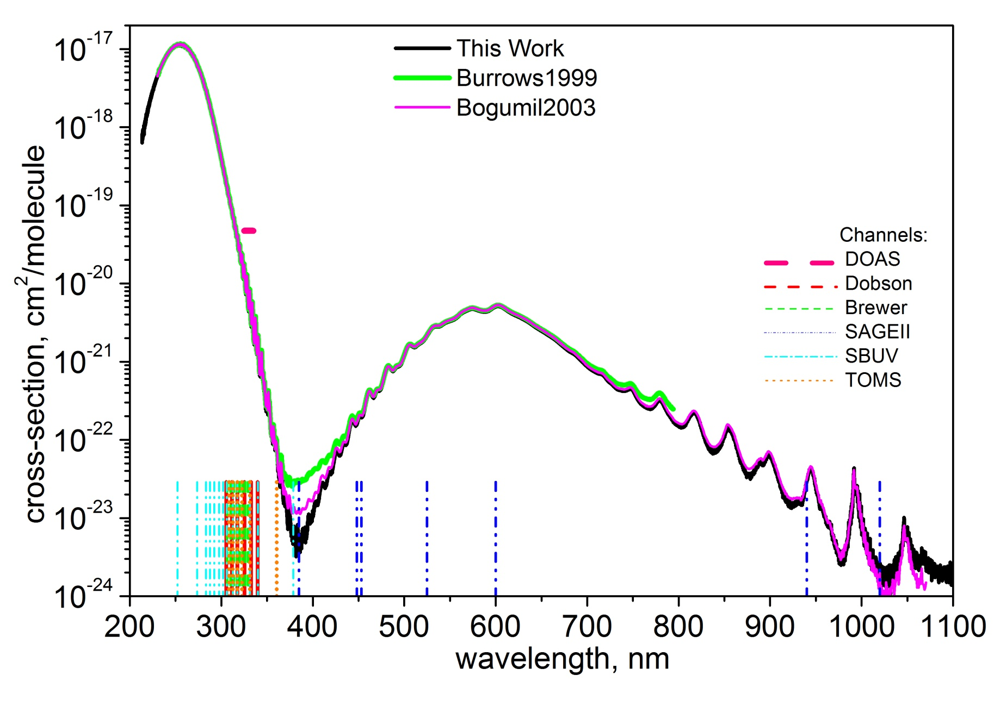 This Work
Burrows1999
Bogumil2003
Channels:
DOAS
Dobson
Brewer
SAGEII
SBUV
TOMS
cross-section, cm²/molecule
10⁻¹⁷
10⁻¹⁸
10⁻¹⁹
10⁻²⁰
10⁻²¹
10⁻²²
10⁻²³
10⁻²⁴
200 300 400 500 600 700 800 900 1000 1100
wavelength, nm